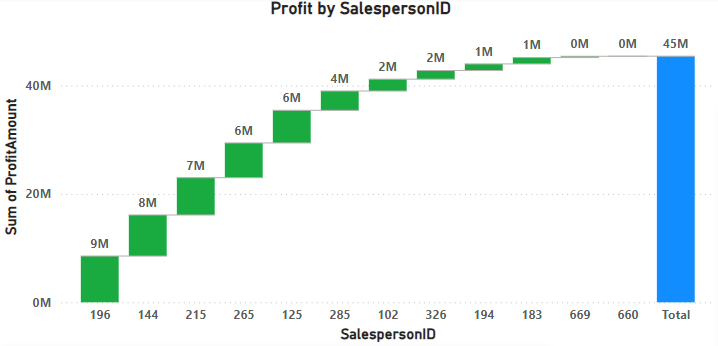 Profit by SalespersonID
Sum of ProfitAmount
40M
20M
0M
9M
8M
7M
6M
6M
4M
2M
2M
1M
1M
0M
0M
45M
196 144 215 265 125 285 102 326 194 183 669 660 Total
SalespersonID